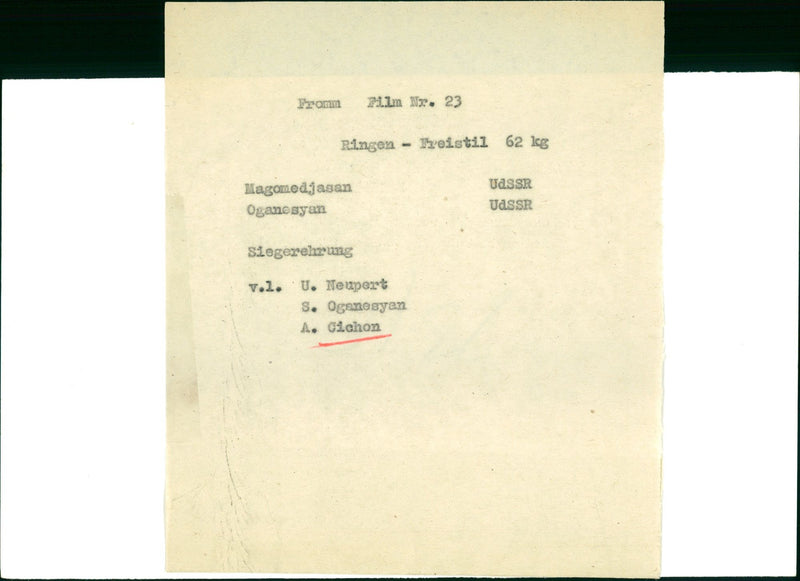 Fromm Film Nr. 23
Ringen - Freistil 62 kg
Magomedjasan UdSSR
Oganesyan UdSSR
Siegerehrung
v.l. U. Neupert
S. Oganesyan
A. Cichon